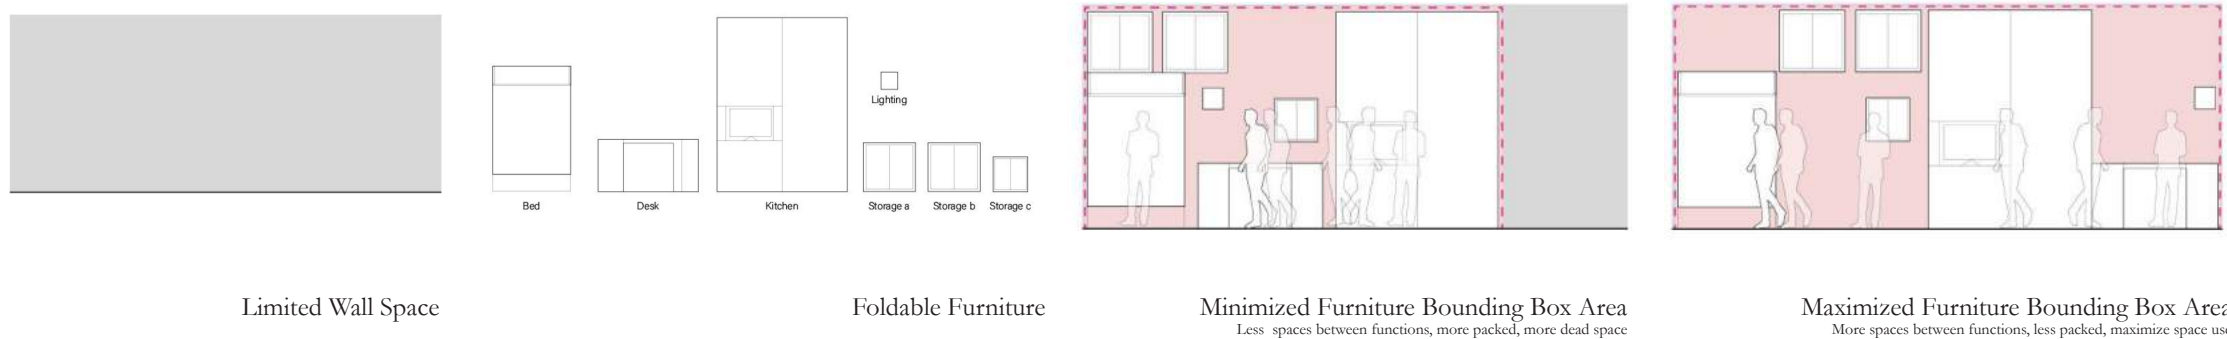 Lighting
Bed
Desk
Kitchen
Storage a
Storage b
Storage c
Limited Wall Space
Foldable Furniture
Minimized Furniture Bounding Box Area
Less spaces between functions, more packed, more dead space
Maximized Furniture Bounding Box Area
More spaces between functions, less packed, maximize space use